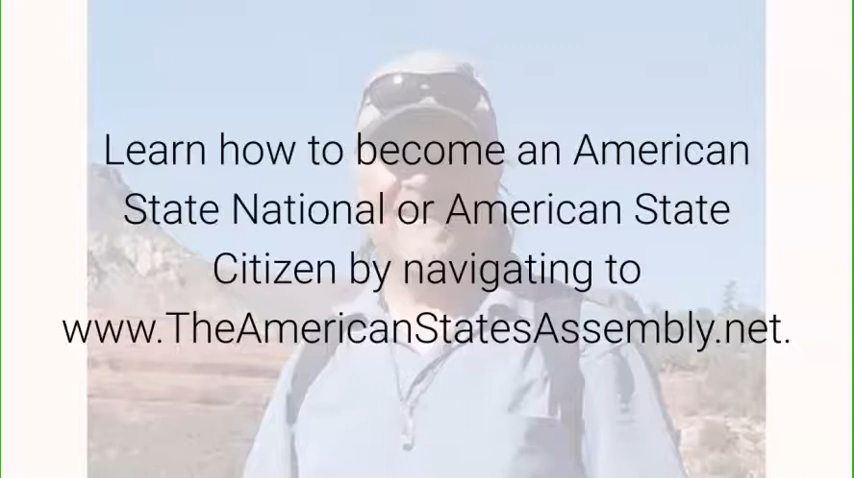 Learn how to become an American
State National or American State
Citizen by navigating to
www.TheAmericanStatesAssembly.net.